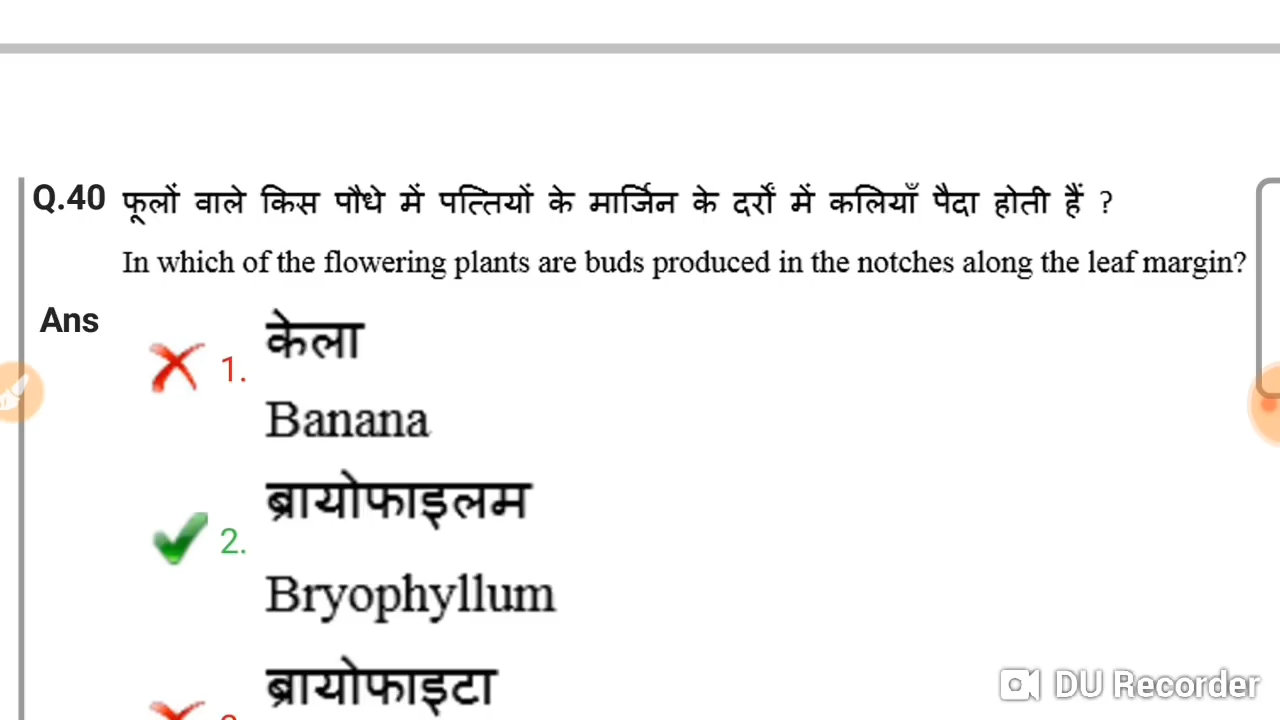 Q.40 फूलों वाले किस पौधे में पत्तियों के मार्जिन के दर्रों में कलियाँ पैदा होती हैं ?
In which of the flowering plants are buds produced in the notches along the leaf margin?
Ans
केला
1.
Banana
ब्रायोफाइलम
2.
Bryophyllum
ब्रायोफाइटा
DU Recorder